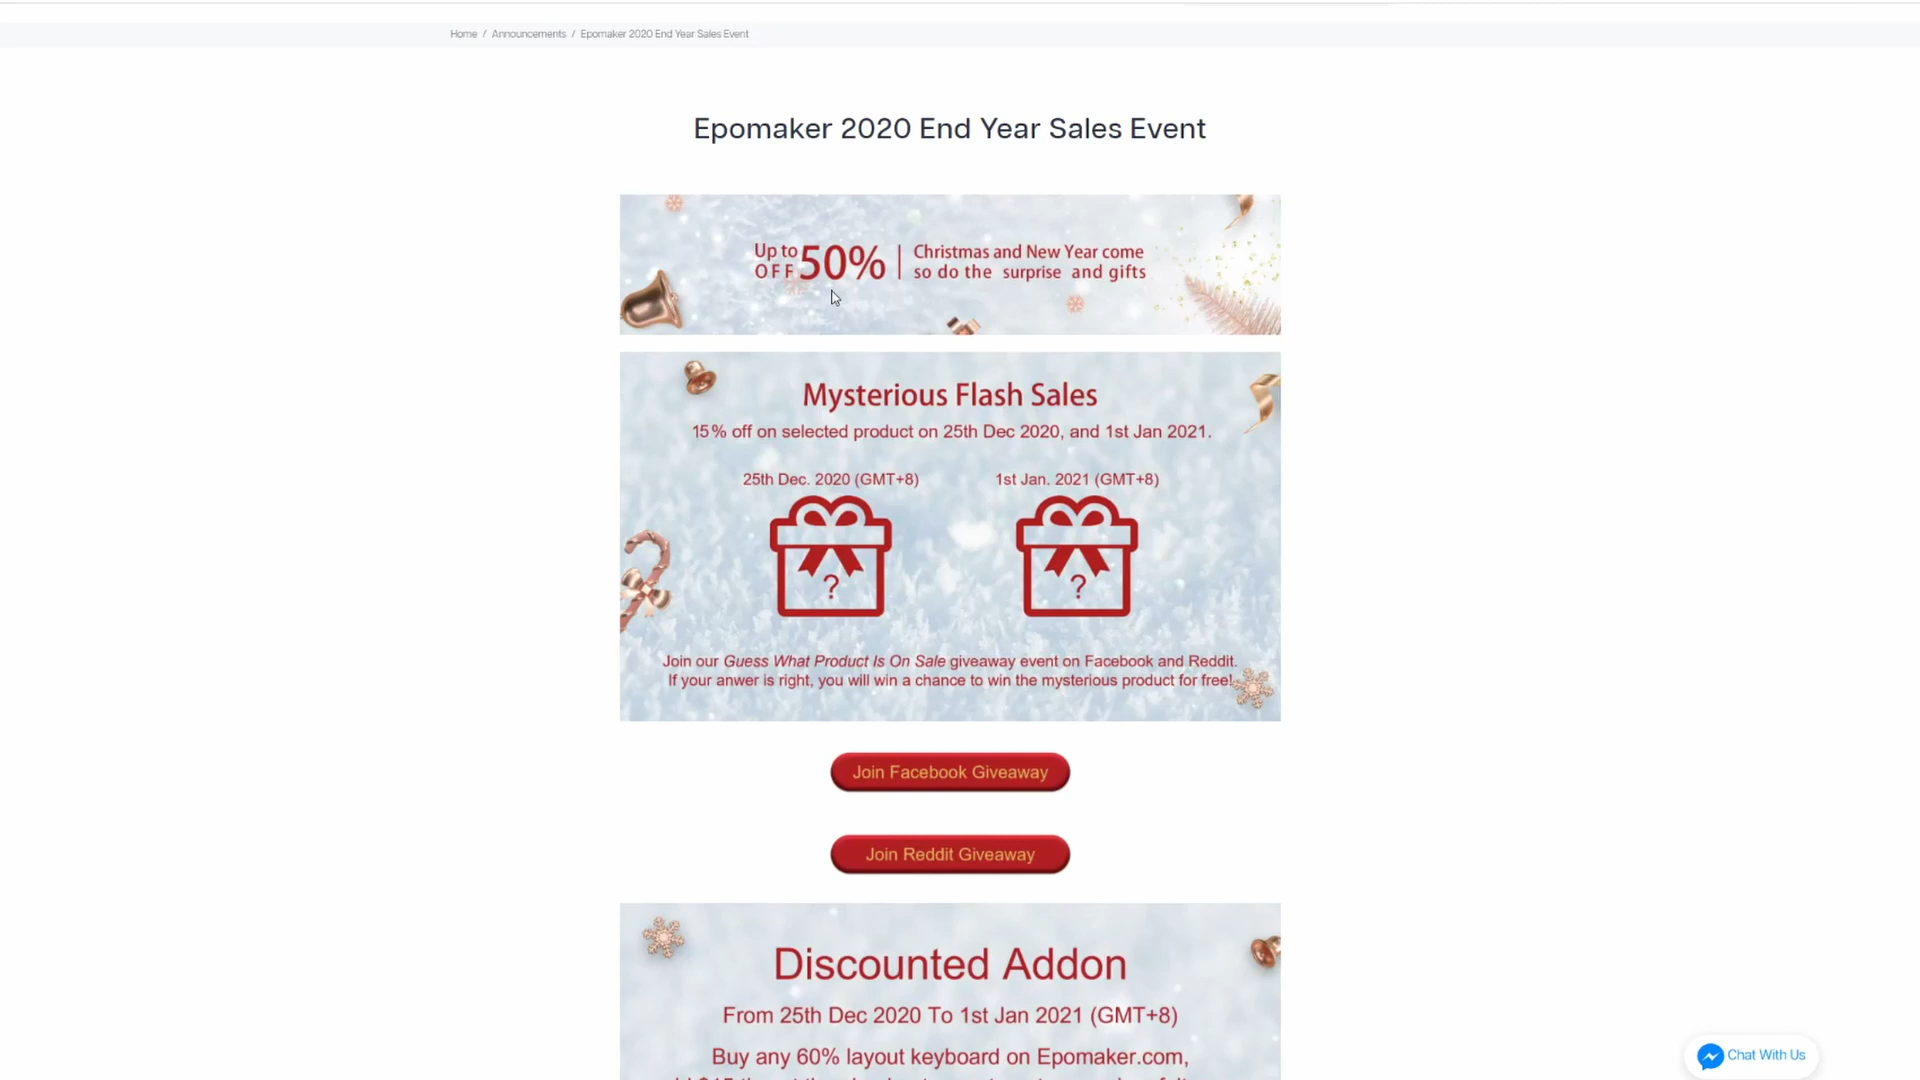 Home / Announcements / Epomaker 2020 End Year Sales Event
Epomaker 2020 End Year Sales Event
Up to
OFF 50%
Christmas and New Year come
so do the surprise and gifts
Mysterious Flash Sales
15% off on selected product on 25th Dec 2020, and 1st Jan 2021.
25th Dec. 2020 (GMT+8)
1st Jan. 2021 (GMT+8)
?
?
Join our Guess What Product Is On Sale giveaway event on Facebook and Reddit.
If your anwer is right, you will win a chance to win the mysterious product for free!
Join Facebook Giveaway
Join Reddit Giveaway
Discounted Addon
From 25th Dec 2020 To 1st Jan 2021 (GMT+8)
Buy any 60% layout keyboard on Epomaker.com,
Chat With Us